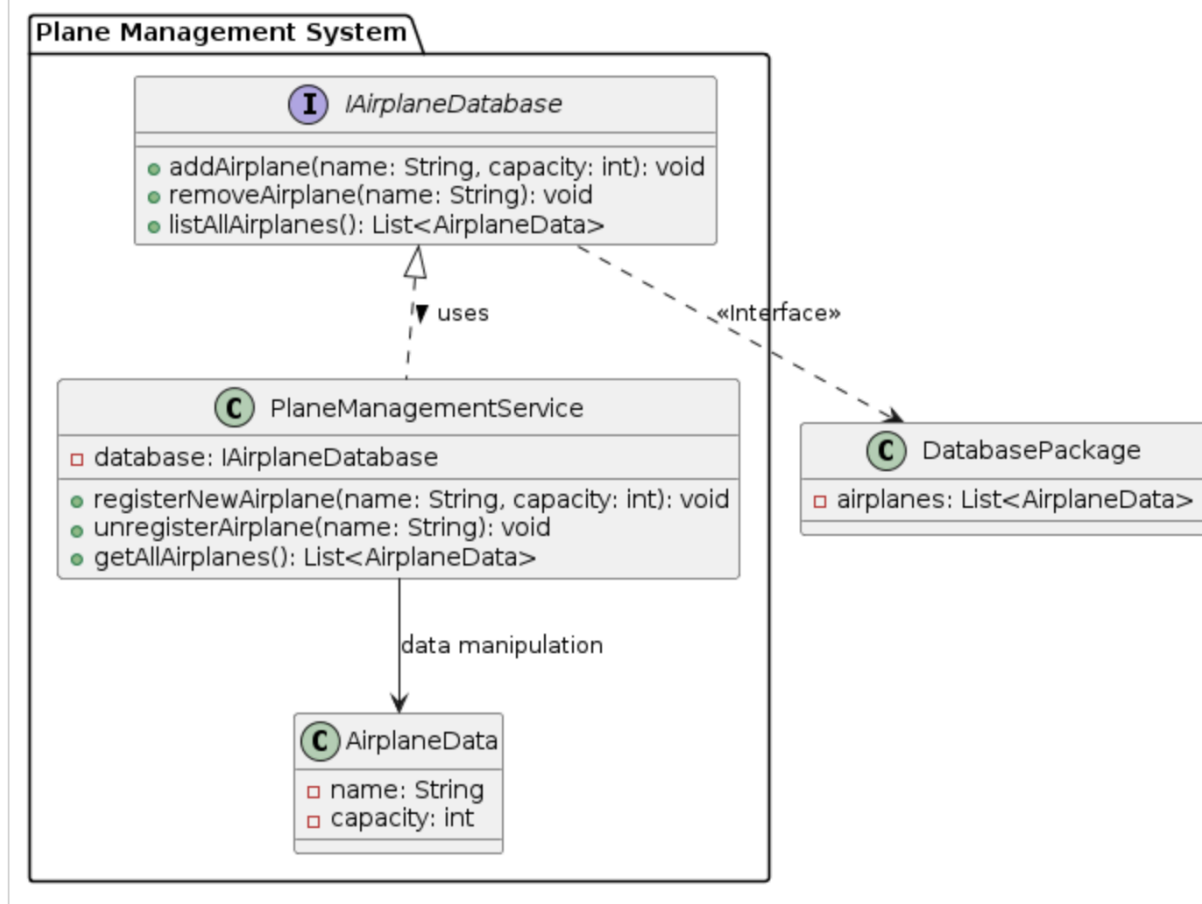 Plane Management System
I IAirplaneDatabase
addAirplane(name: String, capacity: int): void
removeAirplane(name: String): void
listAllAirplanes(): List<AirplaneData>
uses
«Interface»
C PlaneManagementService
database: IAirplaneDatabase
registerNewAirplane(name: String, capacity: int): void
unregisterAirplane(name: String): void
getAllAirplanes(): List<AirplaneData>
C DatabasePackage
airplanes: List<AirplaneData>
data manipulation
C AirplaneData
name: String
capacity: int